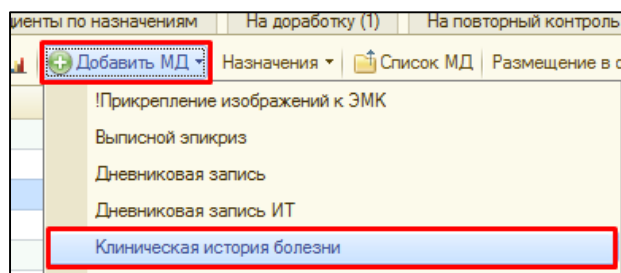 по назначениям На доработку (1) На повторный контроль
Добавить МД Назначения Список МД Размещение в
!Прикрепление изображений к ЭМК
Выписной эпикриз
Дневниковая запись
Дневниковая запись ИТ
Клиническая история болезни